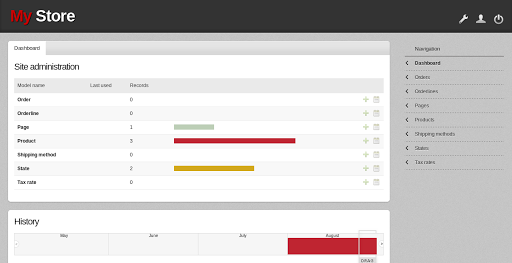 My Store
Dashboard
Site administration
Model name Last used Records
Order 0
Orderline 0
Page 1
Product 3
Shipping method 0
State 2
Tax rate 0
History
May June July August
Navigation
Dashboard
Orders
Orderlines
Pages
Products
Shipping methods
States
Tax rates